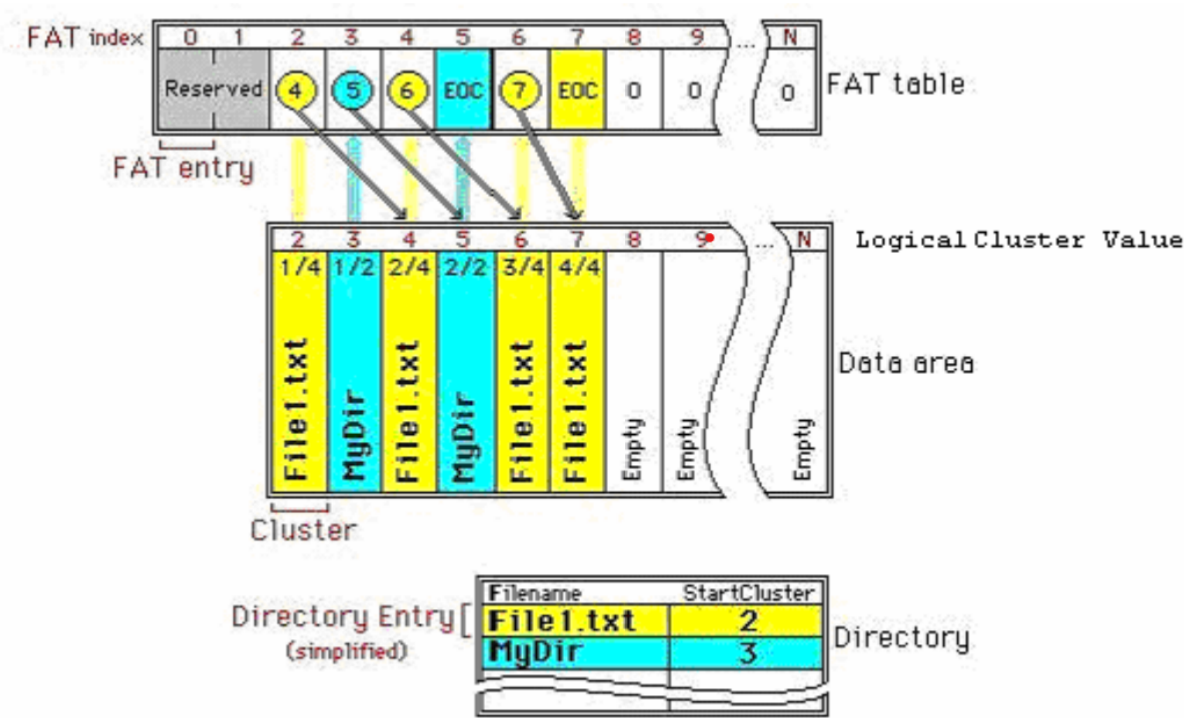 FAT index 0 1 2 3 4 5 6 7 8 9 ... N
Reserved 4 5 6 EOC 7 EOC 0 0 0
FAT table
FAT entry
2 3 4 5 6 7 8 9 ... N
Logical Cluster Value
1/4 1/2 2/4 2/2 3/4 4/4
File1.txt
MyDir
File1.txt
MyDir
File1.txt
File1.txt
Empty
Empty
Empty
Data area
Cluster
Directory Entry
(simplified)
Filename StartCluster
File1.txt 2
MyDir 3
Directory